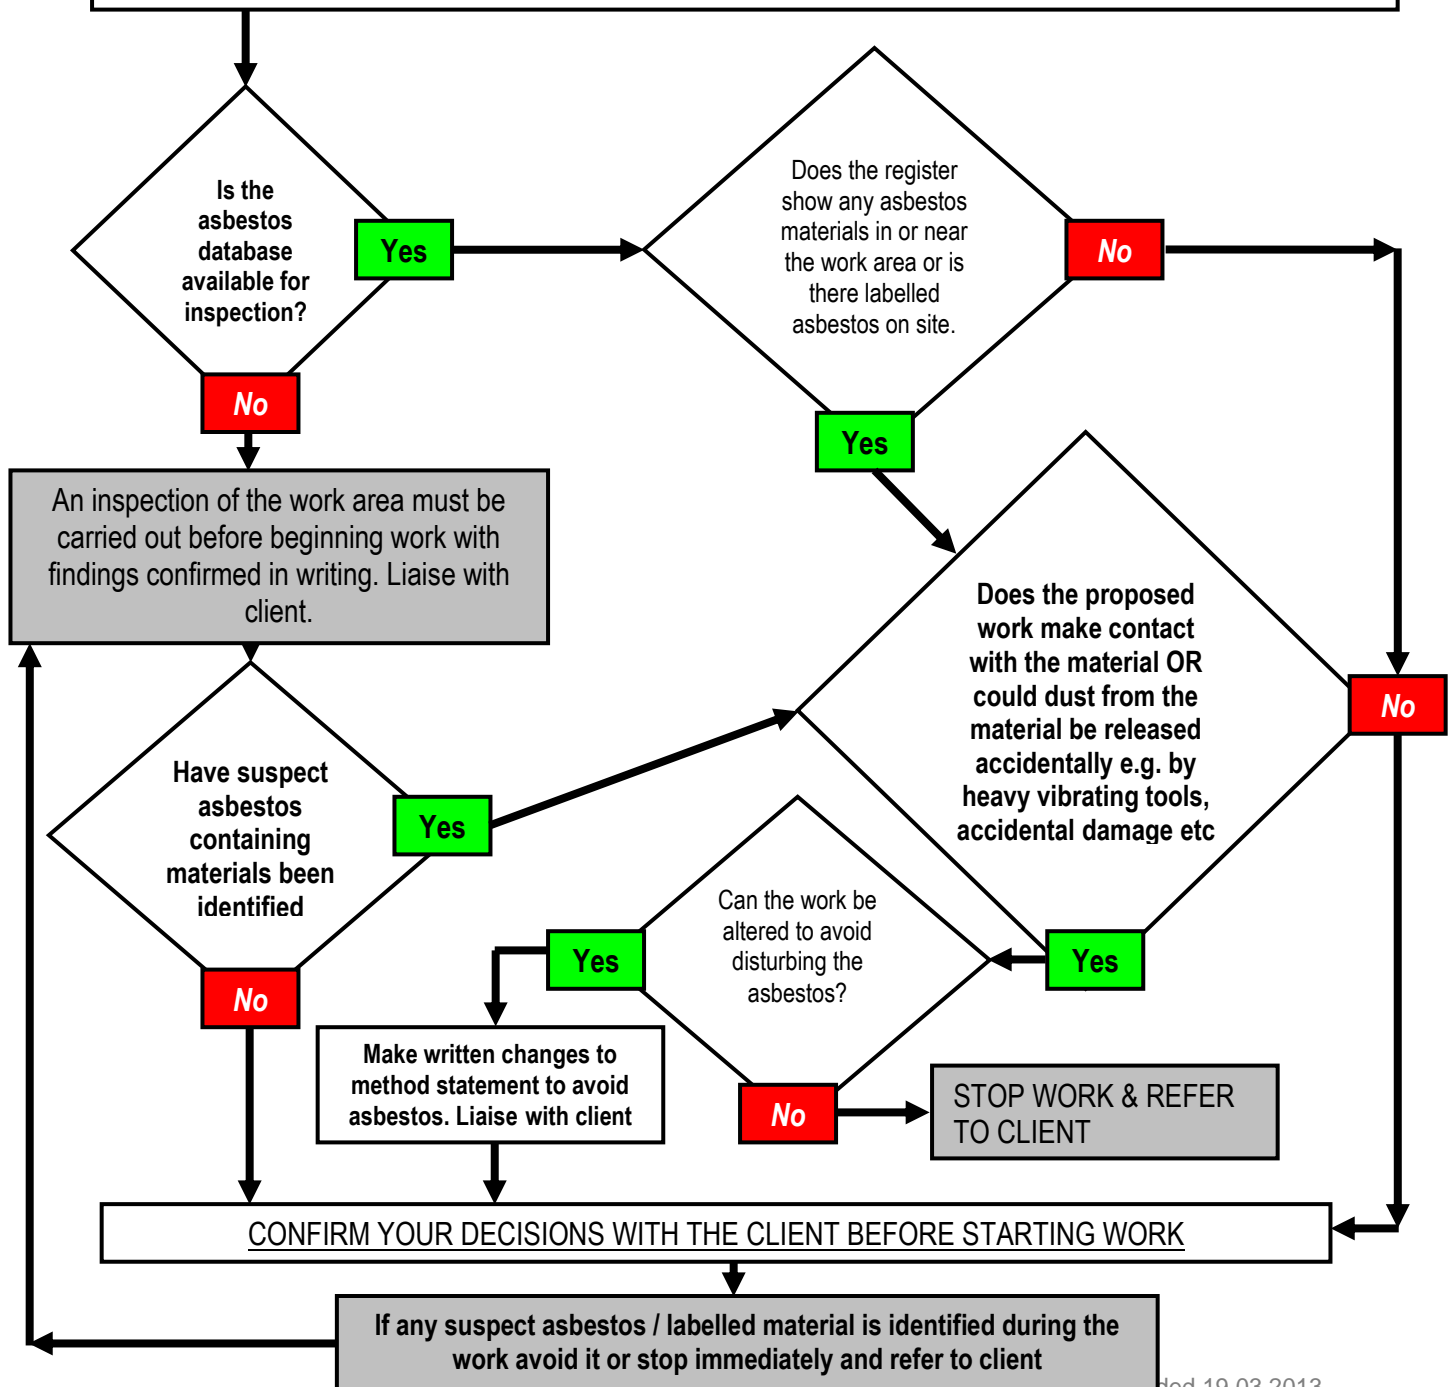 Is the
asbestos
database
available for
inspection?
Yes
Does the register
show any asbestos
materials in or near
the work area or is
there labelled
asbestos on site.
No
No
Yes
An inspection of the work area must be
carried out before beginning work with
findings confirmed in writing. Liaise with
client.
Does the proposed
work make contact
with the material OR
could dust from the
material be released
accidentally e.g. by
heavy vibrating tools,
accidental damage etc
No
Have suspect
asbestos
containing
materials been
identified
Yes
Can the work be
altered to avoid
disturbing the
asbestos?
Yes
Yes
No
Make written changes to
method statement to avoid
asbestos. Liaise with client
No
STOP WORK & REFER
TO CLIENT
CONFIRM YOUR DECISIONS WITH THE CLIENT BEFORE STARTING WORK
If any suspect asbestos / labelled material is identified during the
work avoid it or stop immediately and refer to client
19.03.2013